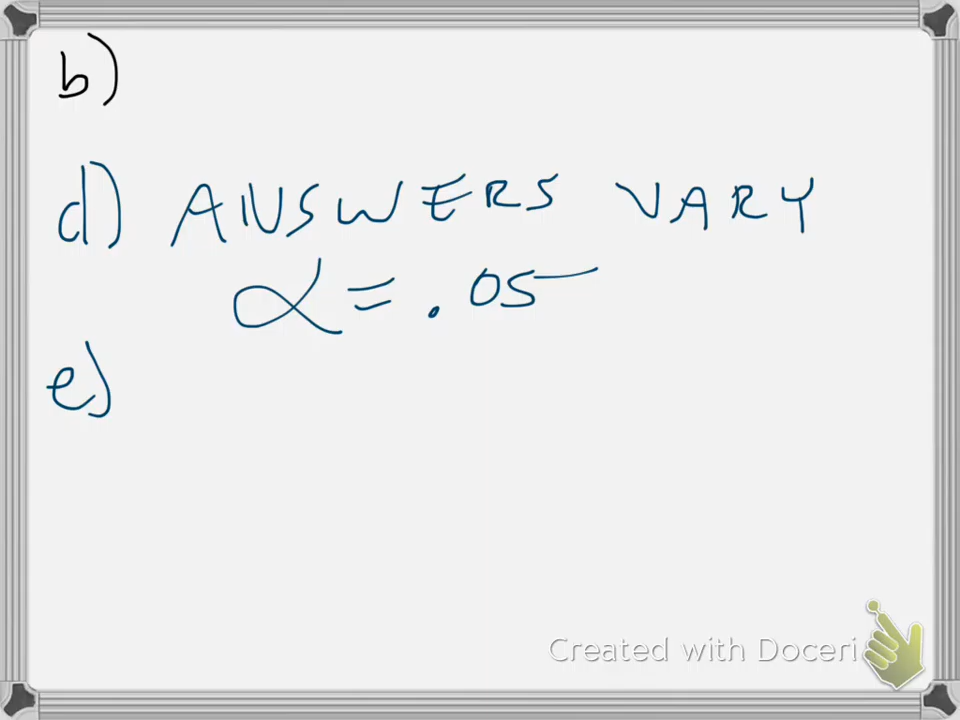 b)
d) ANSWERS VARY
α = .05
e)
Created with Doceri